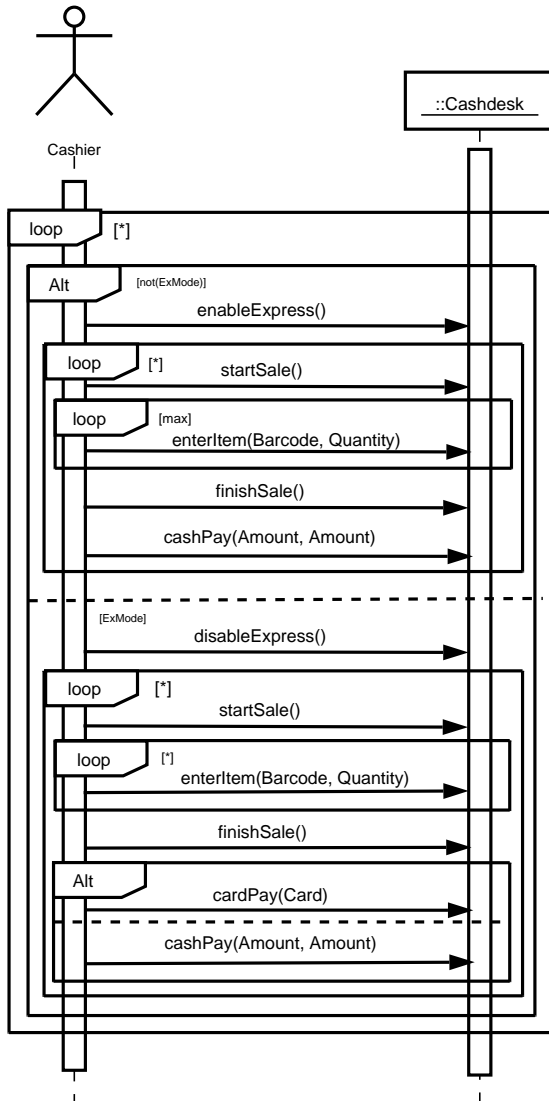 ::Cashdesk
Cashier
loop [*]
Alt [not(ExMode)]
enableExpress()
loop [*]
startSale()
loop [max]
enterItem(Barcode, Quantity)
finishSale()
cashPay(Amount, Amount)
[ExMode]
disableExpress()
loop [*]
startSale()
loop [*]
enterItem(Barcode, Quantity)
finishSale()
Alt
cardPay(Card)
cashPay(Amount, Amount)